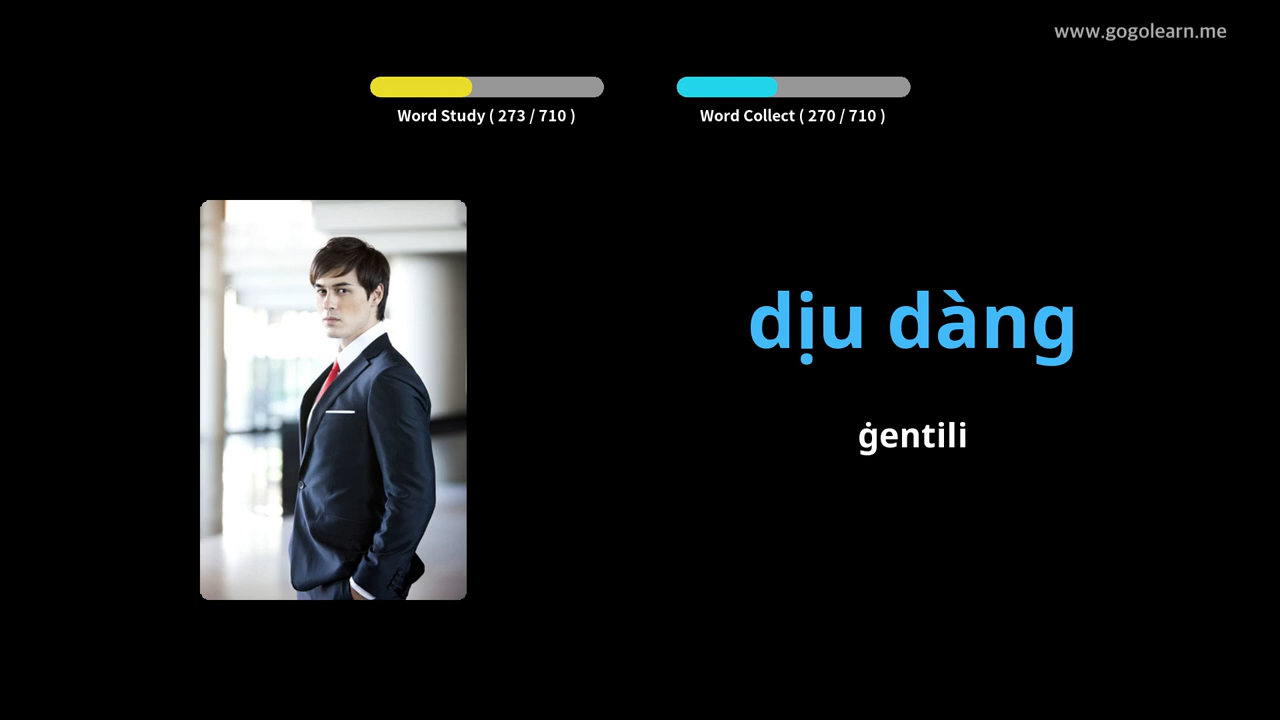 www.gogolearn.me
Word Study ( 273 / 710 )
Word Collect ( 270 / 710 )
dịu dàng
ġentili